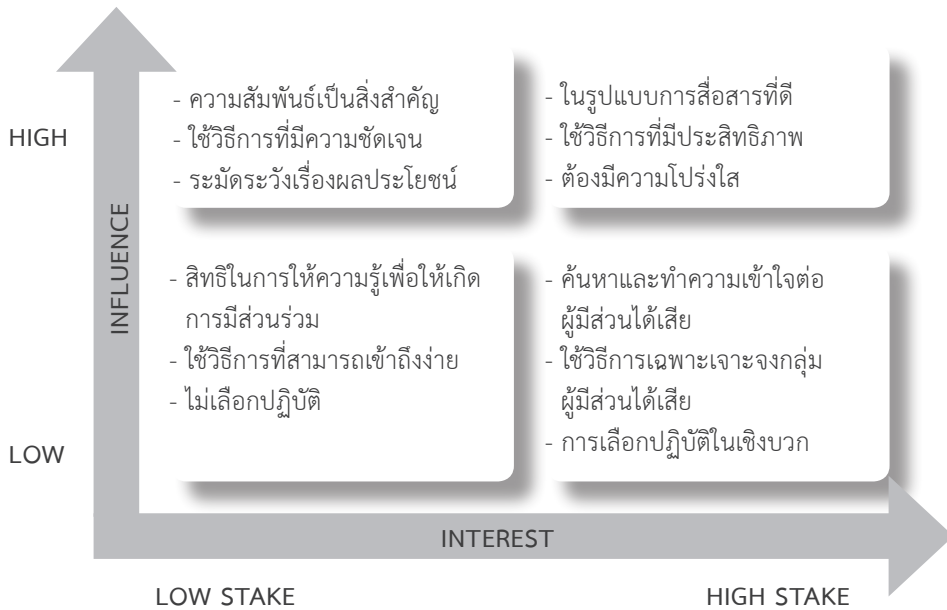 HIGH
- ความสัมพันธ์เป็นสิ่งสำคัญ
- ใช้วิธีการที่มีความชัดเจน
- ระมัดระวังเรื่องผลประโยชน์
- ในรูปแบบการสื่อสารที่ดี
- ใช้วิธีการที่มีประสิทธิภาพ
- ต้องมีความโปร่งใส
INFLUENCE
- สิทธิในการให้ความรู้เพื่อให้เกิด
การมีส่วนร่วม
- ใช้วิธีการที่สามารถเข้าถึงง่าย
- ไม่เลือกปฏิบัติ
- ค้นหาและทำความเข้าใจต่อ
ผู้มีส่วนได้เสีย
- ใช้วิธีการเฉพาะเจาะจงกลุ่ม
ผู้มีส่วนได้เสีย
- การเลือกปฏิบัติในเชิงบวก
LOW
INTEREST
LOW STAKE
HIGH STAKE